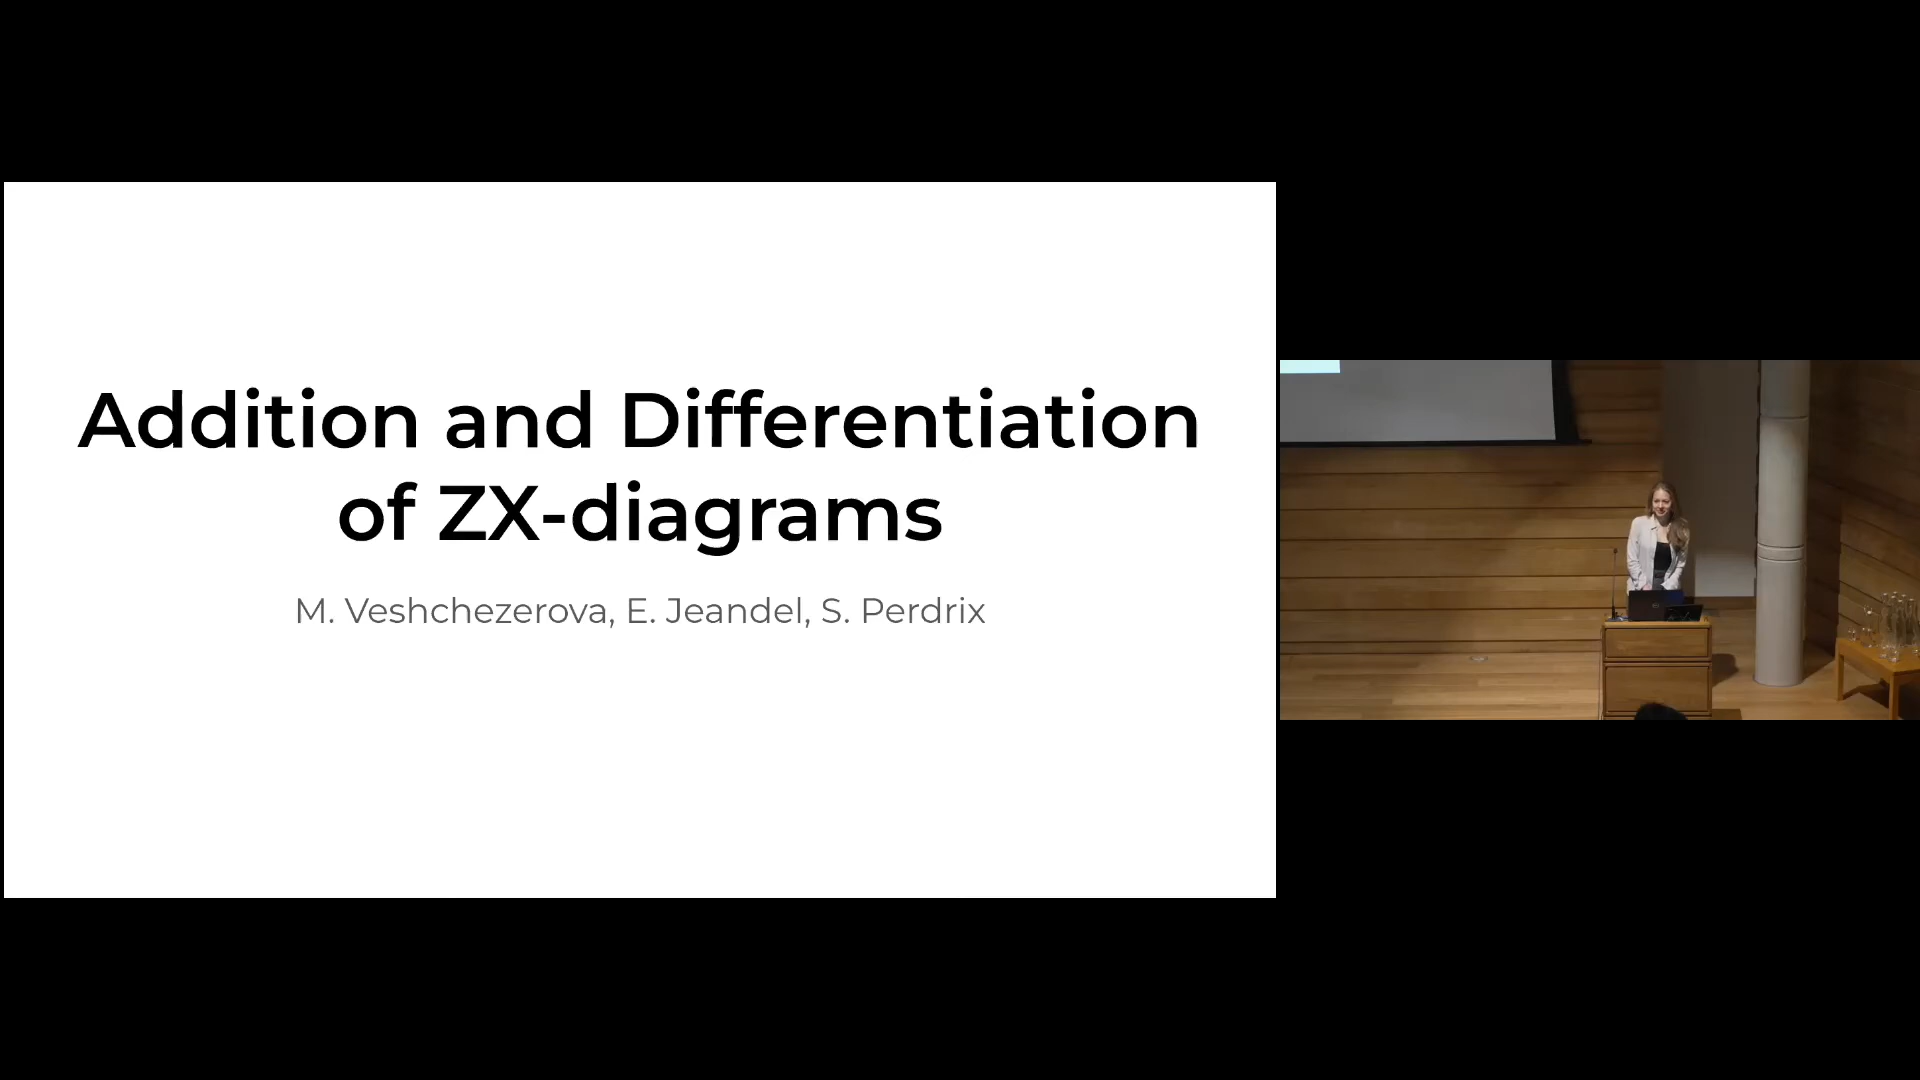 Addition and Differentiation
of ZX-diagrams
M. Veshchezerova, E. Jeandel, S. Perdrix